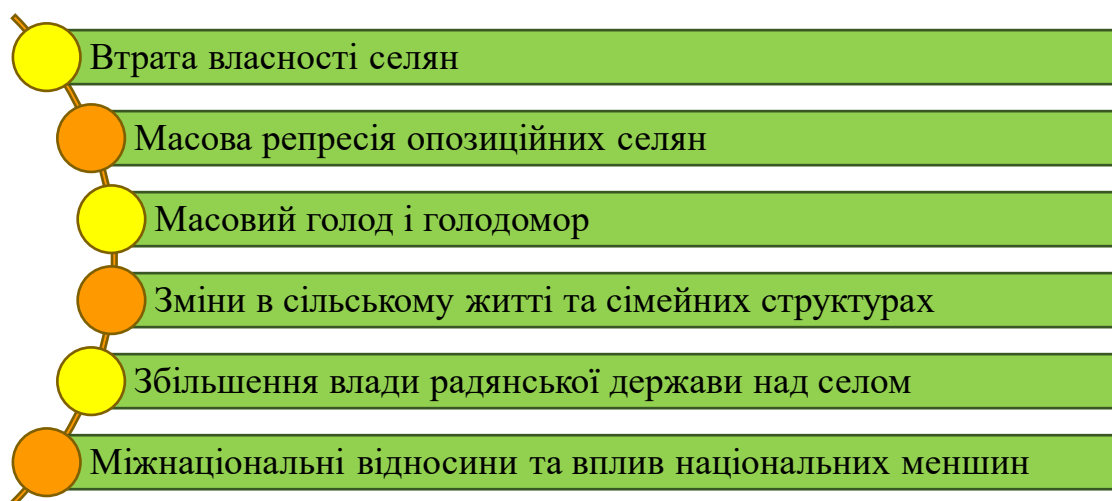 Втрата власності селян
Масова репресія опозиційних селян
Масовий голод і голодомор
Зміни в сільському житті та сімейних структурах
Збільшення влади радянської держави над селом
Міжнаціональні відносини та вплив національних меншин